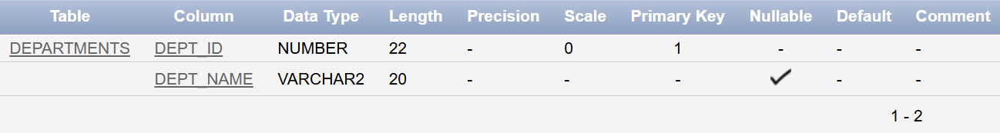 Table Column Data Type Length Precision Scale Primary Key Nullable Default Comment
DEPARTMENTS DEPT_ID NUMBER 22 - 0 1 - - -
DEPT_NAME VARCHAR2 20 - - - ✓ - -
1 - 2